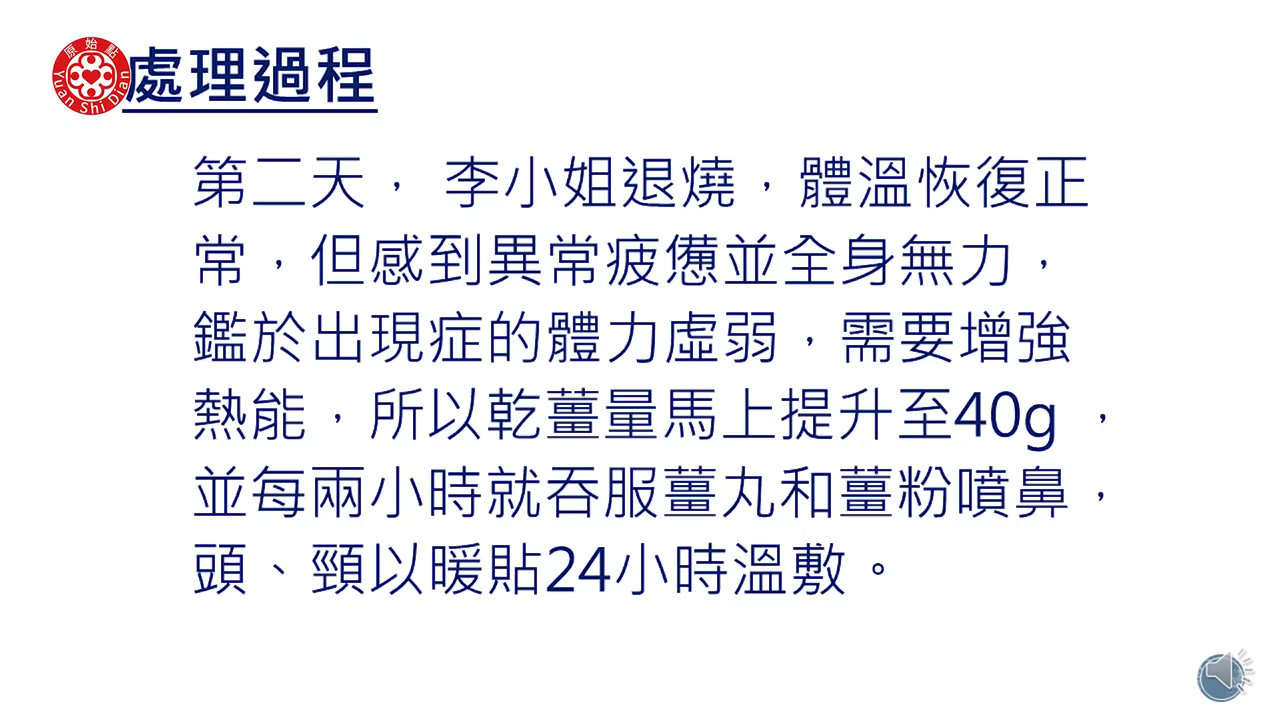 原始點
Yuan Shi Dian
處理過程
第二天， 李小姐退燒，體溫恢復正
常，但感到異常疲憊並全身無力，
鑑於出現症的體力虛弱，需要增強
熱能，所以乾薑量馬上提升至40g ，
並每兩小時就吞服薑丸和薑粉噴鼻，
頭、頸以暖貼24小時溫敷。